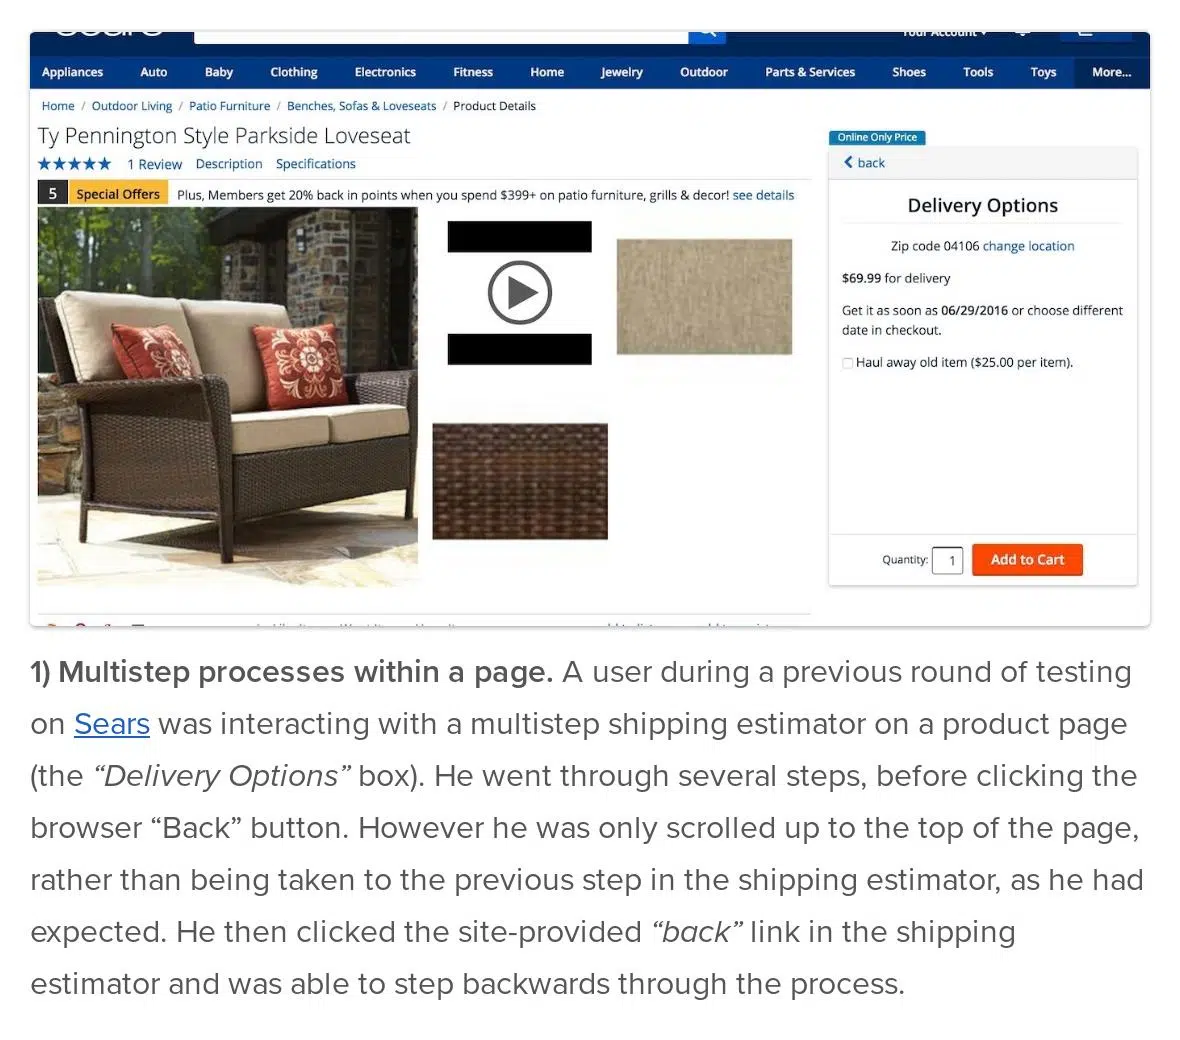 Your Account
Appliances Auto Baby Clothing Electronics Fitness Home Jewelry Outdoor Parts & Services Shoes Tools Toys More...
Home / Outdoor Living / Patio Furniture / Benches, Sofas & Loveseats / Product Details
Ty Pennington Style Parkside Loveseat
1 Review Description Specifications
5 Special Offers Plus, Members get 20% back in points when you spend $399+ on patio furniture, grills & decor! see details
Online Only Price
back
Delivery Options
Zip code 04106 change location
$69.99 for delivery
Get it as soon as 06/29/2016 or choose different
date in checkout.
Haul away old item ($25.00 per item).
Quantity: 1 Add to Cart
1) Multistep processes within a page. A user during a previous round of testing
on Sears was interacting with a multistep shipping estimator on a product page
(the “Delivery Options” box). He went through several steps, before clicking the
browser “Back” button. However he was only scrolled up to the top of the page,
rather than being taken to the previous step in the shipping estimator, as he had
expected. He then clicked the site-provided “back” link in the shipping
estimator and was able to step backwards through the process.